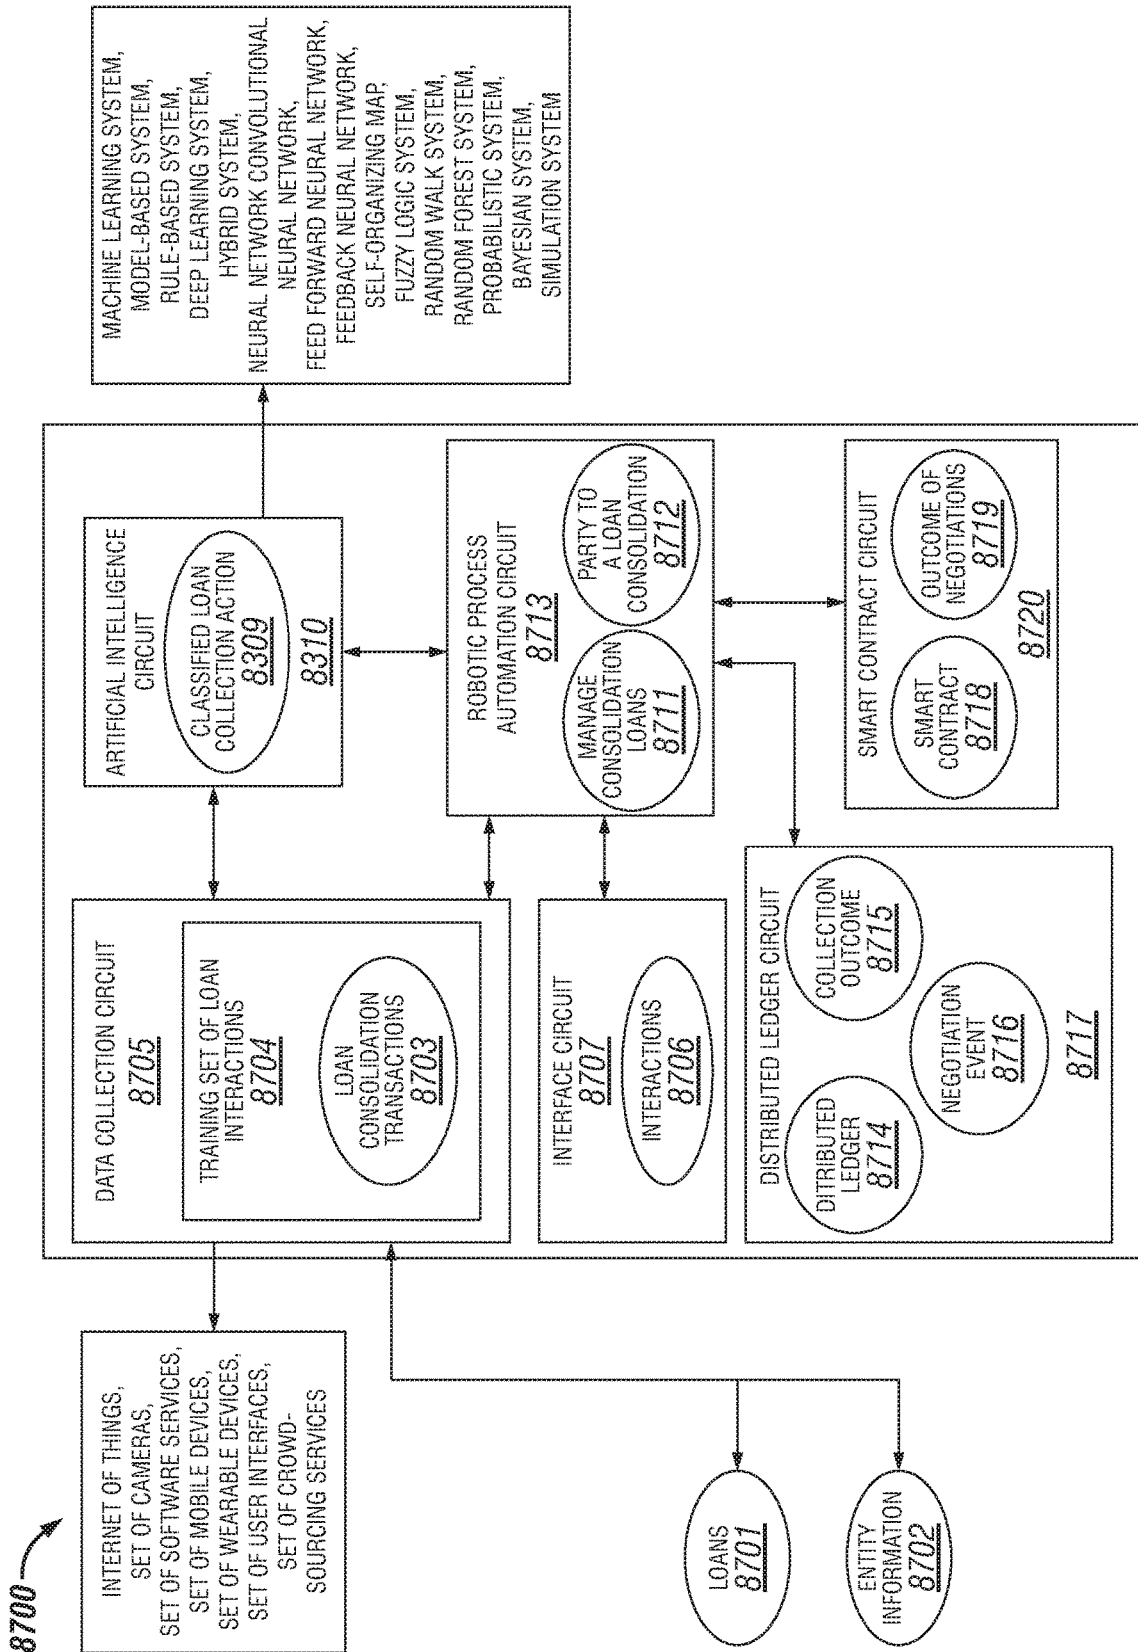 8700
INTERNET OF THINGS,
SET OF CAMERAS,
SET OF SOFTWARE SERVICES,
SET OF MOBILE DEVICES,
SET OF WEARABLE DEVICES,
SET OF USER INTERFACES,
SET OF CROWD-
SOURCING SERVICES
LOANS
8701
ENTITY
INFORMATION
8702
DATA COLLECTION CIRCUIT
8705
TRAINING SET OF LOAN
INTERACTIONS
8704
LOAN
CONSOLIDATION
TRANSACTIONS
8703
ARTIFICIAL INTELLIGENCE
CIRCUIT
CLASSIFIED LOAN
COLLECTION ACTION
8309
8310
MACHINE LEARNING SYSTEM,
MODEL-BASED SYSTEM,
RULE-BASED SYSTEM,
DEEP LEARNING SYSTEM,
HYBRID SYSTEM,
NEURAL NETWORK CONVOLUTIONAL
NEURAL NETWORK,
FEED FORWARD NEURAL NETWORK,
FEEDBACK NEURAL NETWORK,
SELF-ORGANIZING MAP,
FUZZY LOGIC SYSTEM,
RANDOM WALK SYSTEM,
RANDOM FOREST SYSTEM,
PROBABILISTIC SYSTEM,
BAYESIAN SYSTEM,
SIMULATION SYSTEM
INTERFACE CIRCUIT
8707
INTERACTIONS
8706
ROBOTIC PROCESS
AUTOMATION CIRCUIT
8713
MANAGE
CONSOLIDATION
LOANS
8711
PARTY TO
A LOAN
CONSOLIDATION
8712
DISTRIBUTED LEDGER CIRCUIT
DITRIBUTED
LEDGER
8714
COLLECTION
OUTCOME
8715
NEGOTIATION
EVENT
8716
8717
SMART CONTRACT CIRCUIT
SMART
CONTRACT
8718
OUTCOME OF
NEGOTIATIONS
8719
8720